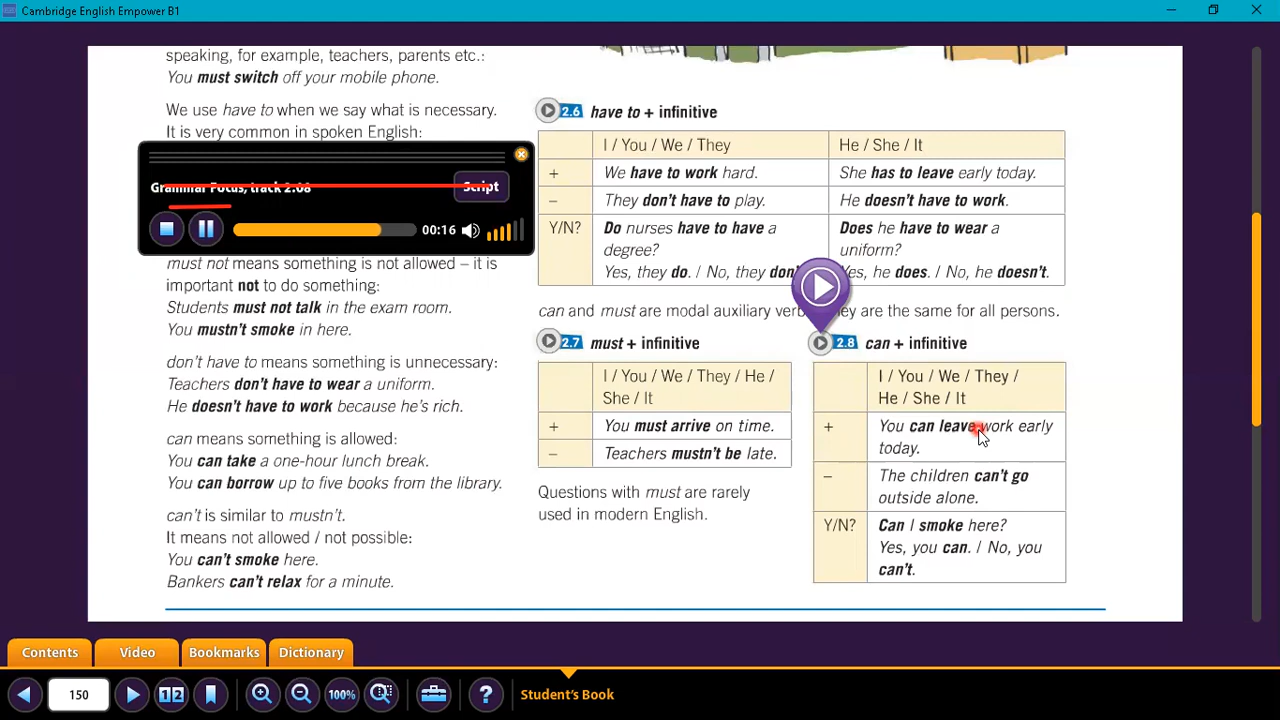 Cambridge English Empower B1
speaking, for example, teachers, parents etc.:
You must switch off your mobile phone.
We use have to when we say what is necessary.
It is very common in spoken English:
Grammar Focus, track 2.08
Script
00:16
must not means something is not allowed – it is
important not to do something:
Students must not talk in the exam room.
You mustn't smoke in here.
don't have to means something is unnecessary:
Teachers don't have to wear a uniform.
He doesn't have to work because he's rich.
can means something is allowed:
You can take a one-hour lunch break.
You can borrow up to five books from the library.
can't is similar to mustn't.
It means not allowed / not possible:
You can't smoke here.
Bankers can't relax for a minute.
2.6 have to + infinitive
I / You / We / They
He / She / It
+
We have to work hard.
She has to leave early today.
–
They don't have to play.
He doesn't have to work.
Y/N?
Do nurses have to have a
degree?
Yes, they do. / No, they don't
Does he have to wear a
uniform?
Yes, he does. / No, he doesn't.
can and must are modal auxiliary verbs. They are the same for all persons.
2.7 must + infinitive
I / You / We / They / He /
She / It
+
You must arrive on time.
–
Teachers mustn't be late.
Questions with must are rarely
used in modern English.
2.8 can + infinitive
I / You / We / They /
He / She / It
+
You can leave work early
today.
–
The children can't go
outside alone.
Y/N?
Can I smoke here?
Yes, you can. / No, you
can't.
Contents
Video
Bookmarks
Dictionary
150
12
100%
?
Student's Book